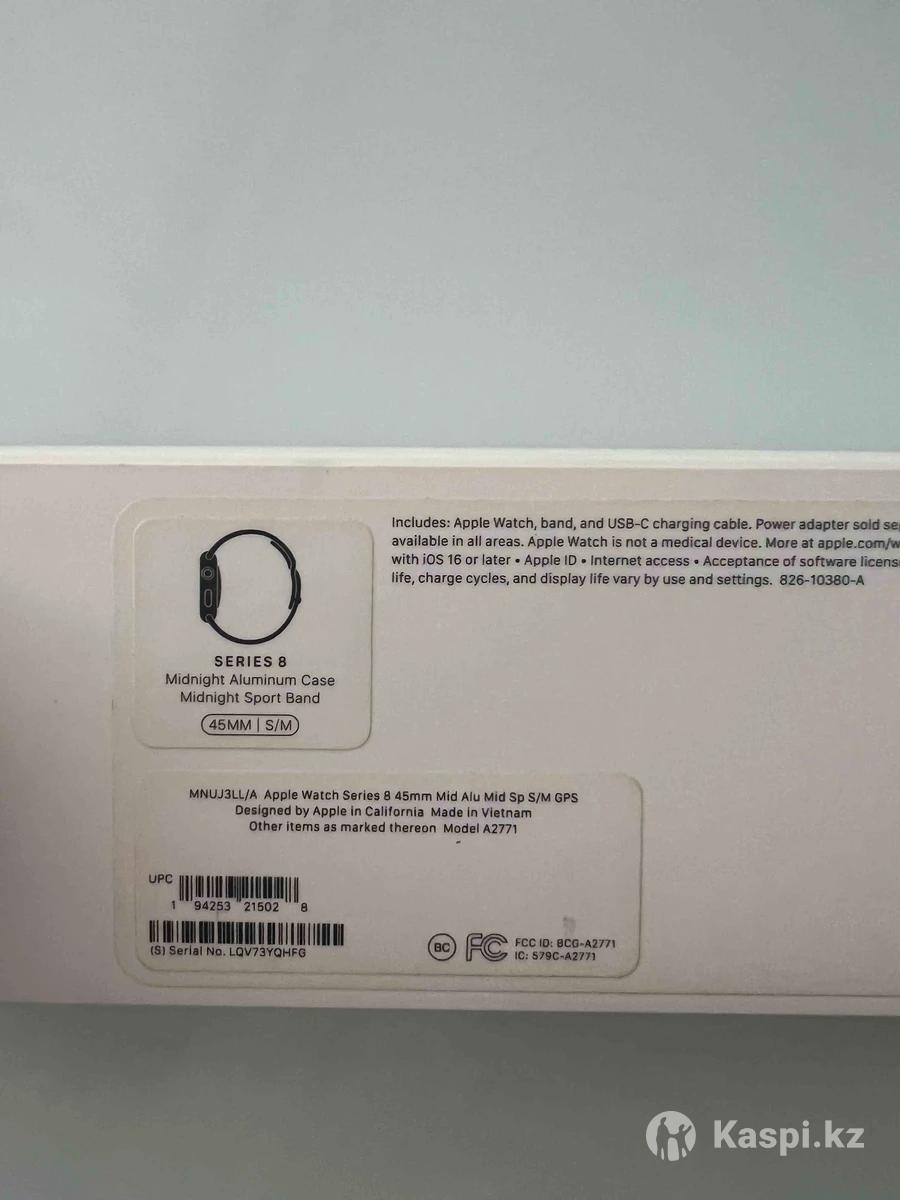 Includes: Apple Watch, band, and USB-C charging cable. Power adapter sold
available in all areas. Apple Watch is not a medical device. More at apple.com/w
with iOS 16 or later • Apple ID • Internet access • Acceptance of software
life, charge cycles, and display life vary by use and settings. 826-10380-A
SERIES 8
Midnight Aluminum Case
Midnight Sport Band
45MM | S/M
MNUJ3LL/A Apple Watch Series 8 45mm Mid Alu Mid Sp S/M GPS
Designed by Apple in California Made in Vietnam
Other items as marked thereon Model A2771
UPC
1 94253 21502 8
(S) Serial No. LQV73YQHFG
BC FC FCC ID: BCG-A2771
IC: 579C-A2771
Kaspi.kz